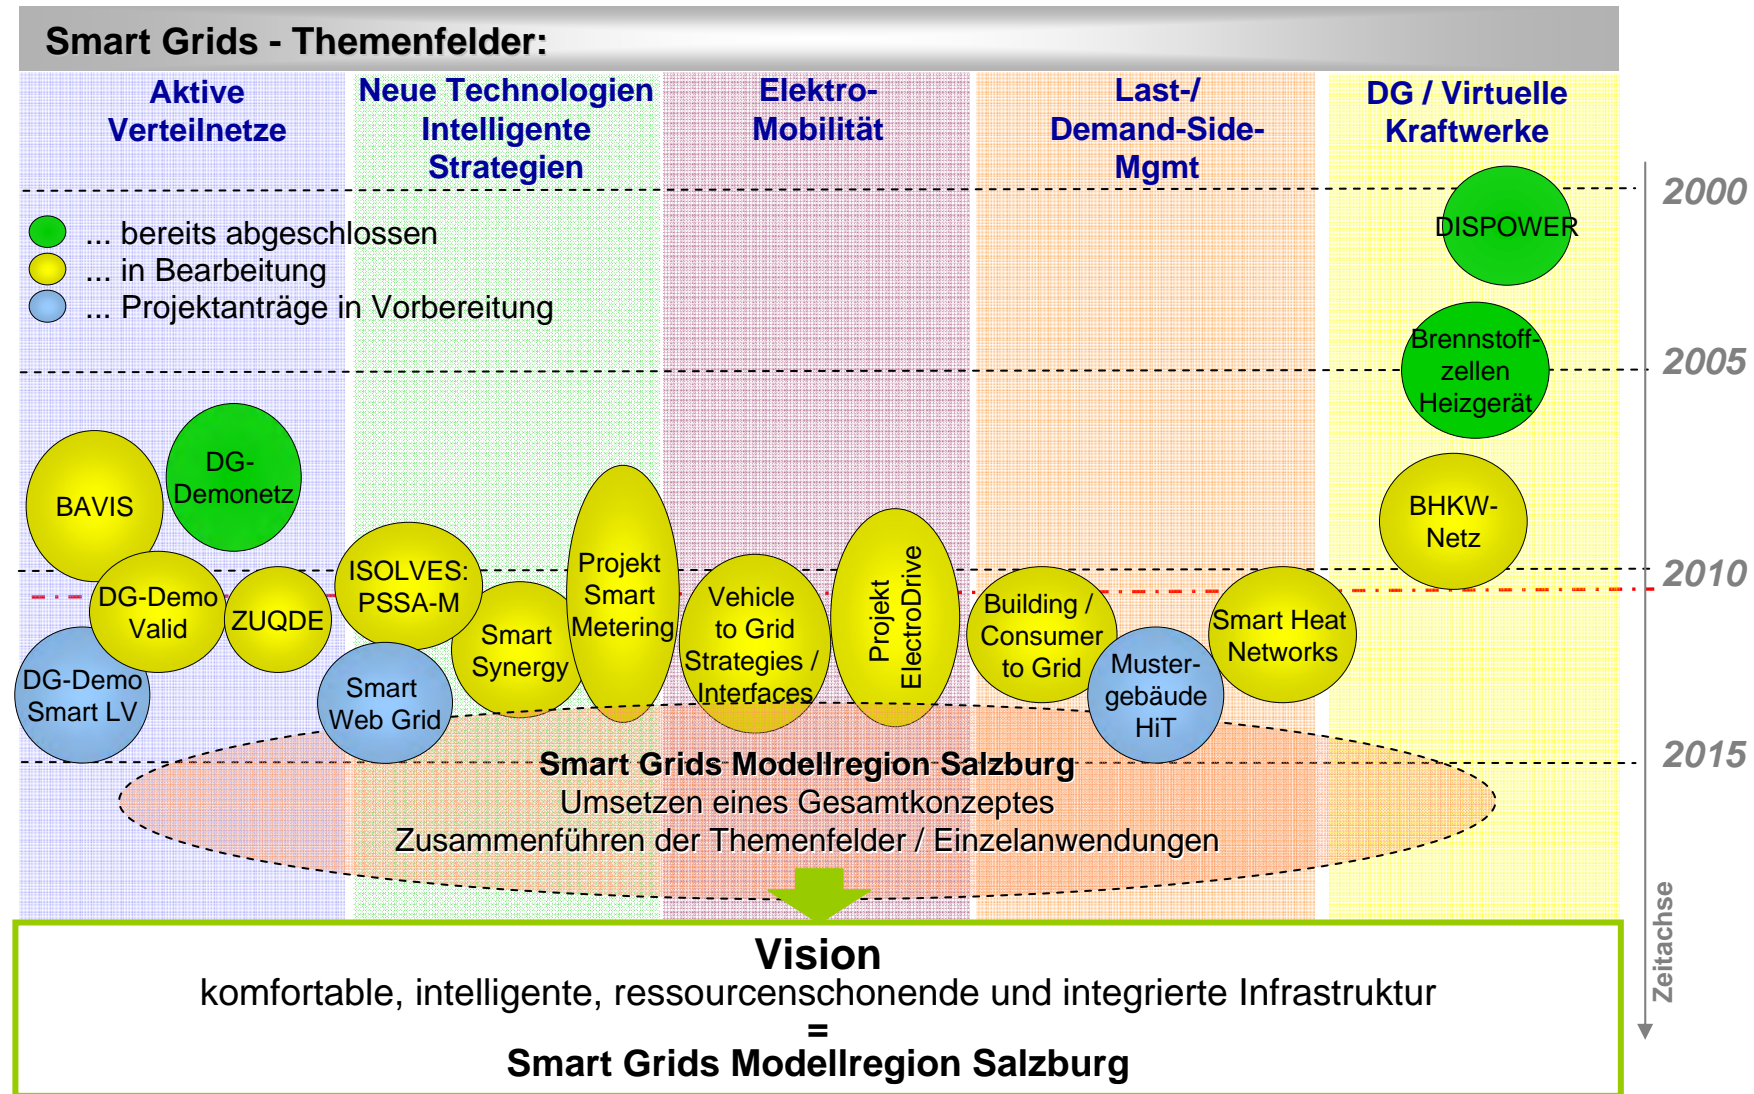 Smart Grids - Themenfelder:
Aktive
Verteilnetze
Neue Technologien
Intelligente
Strategien
Elektro-
Mobilität
Last-/
Demand-Side-
Mgmt
DG / Virtuelle
Kraftwerke
... bereits abgeschlossen
... in Bearbeitung
... Projektanträge in Vorbereitung
2000
DISPOWER
Brennstoff-
zellen
Heizgerät
2005
BAVIS
DG-
Demonetz
BHKW-
Netz
2010
DG-Demo
Valid
ZUQDE
DG-Demo
Smart LV
ISOLVES:
PSSA-M
Smart
Web Grid
Smart
Synergy
Projekt
Smart
Metering
Vehicle
to Grid
Strategies /
Interfaces
Projekt
ElectroDrive
Building /
Consumer
to Grid
Muster-
gebäude
HiT
Smart Heat
Networks
2015
Smart Grids Modellregion Salzburg
Umsetzen eines Gesamtkonzeptes
Zusammenführen der Themenfelder / Einzelanwendungen
Zeitachse
Vision
komfortable, intelligente, ressourcenschonende und integrierte Infrastruktur
=
Smart Grids Modellregion Salzburg